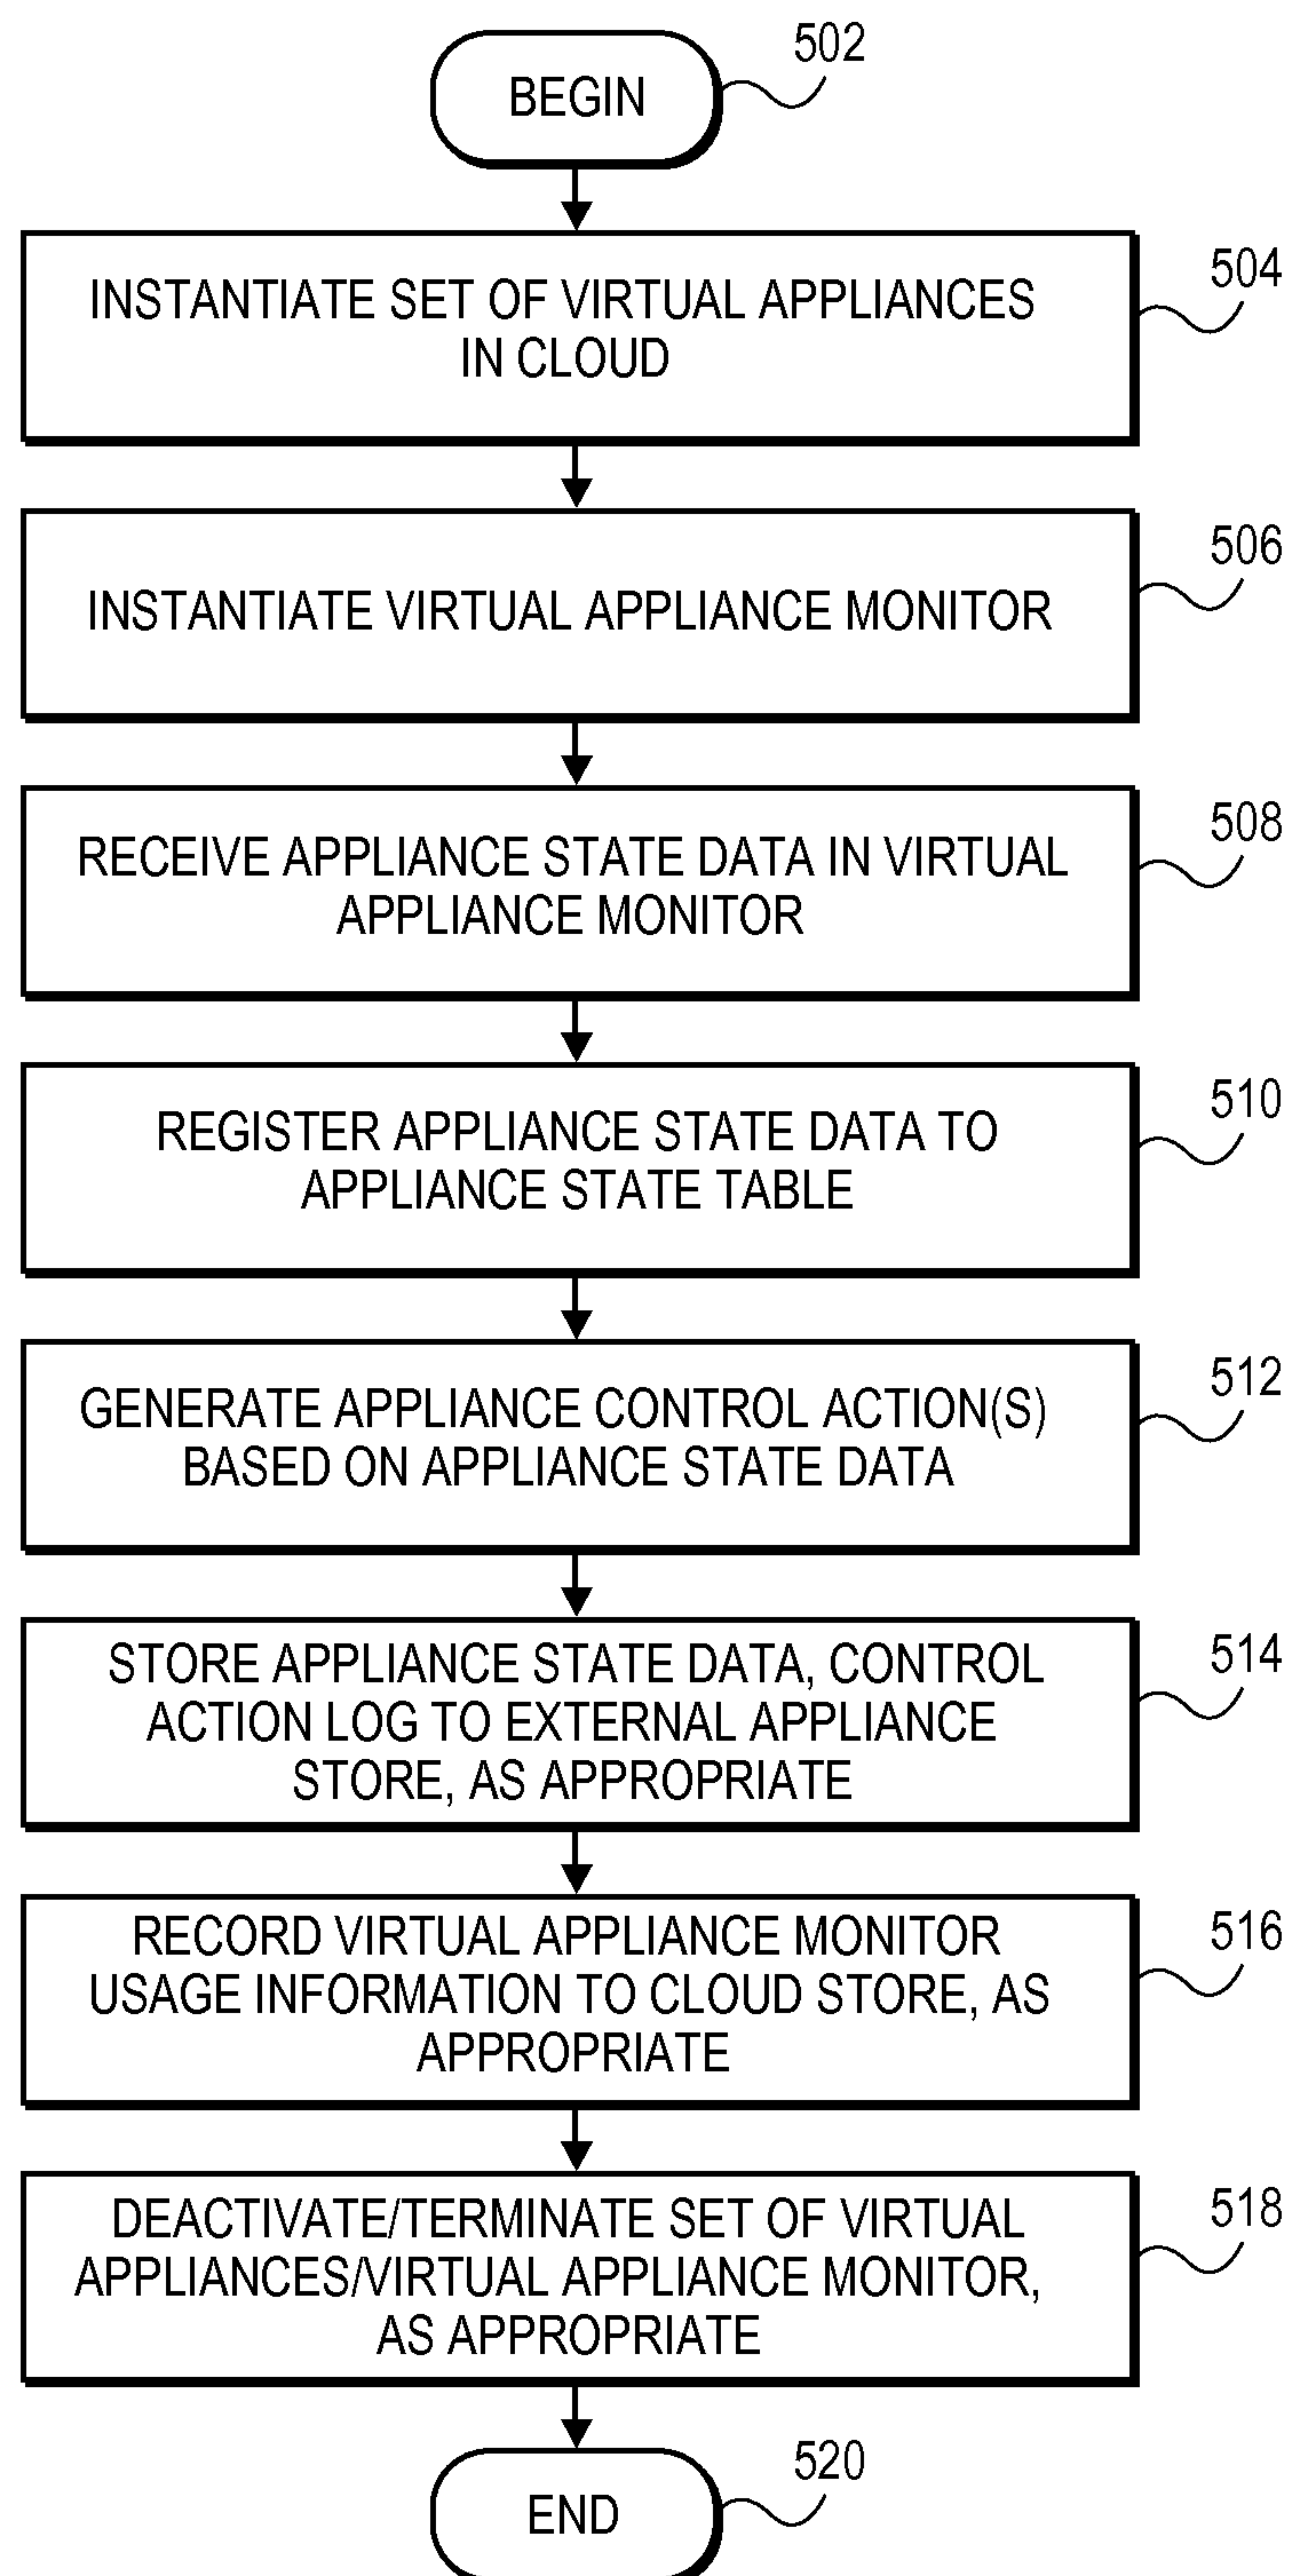 BEGIN
502
INSTANTIATE SET OF VIRTUAL APPLIANCES
IN CLOUD
504
INSTANTIATE VIRTUAL APPLIANCE MONITOR
506
RECEIVE APPLIANCE STATE DATA IN VIRTUAL
APPLIANCE MONITOR
508
REGISTER APPLIANCE STATE DATA TO
APPLIANCE STATE TABLE
510
GENERATE APPLIANCE CONTROL ACTION(S)
BASED ON APPLIANCE STATE DATA
512
STORE APPLIANCE STATE DATA, CONTROL
ACTION LOG TO EXTERNAL APPLIANCE
STORE, AS APPROPRIATE
514
RECORD VIRTUAL APPLIANCE MONITOR
USAGE INFORMATION TO CLOUD STORE, AS
APPROPRIATE
516
DEACTIVATE/TERMINATE SET OF VIRTUAL
APPLIANCES/VIRTUAL APPLIANCE MONITOR,
AS APPROPRIATE
518
END
520